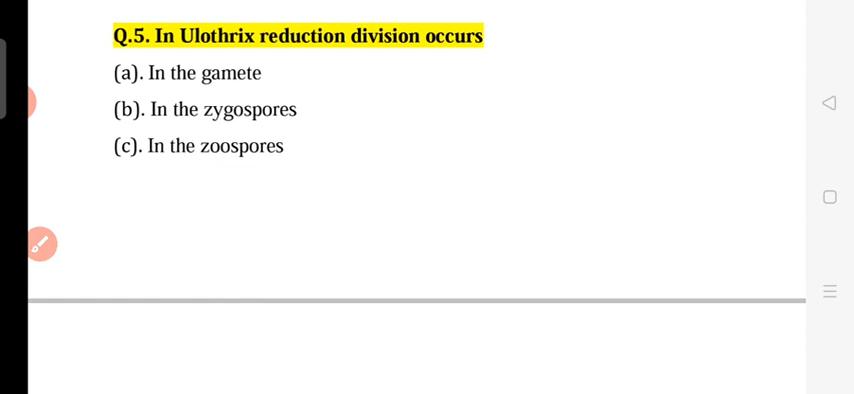 Q.5. In Ulothrix reduction division occurs
(a). In the gamete
(b). In the zygospores
(c). In the zoospores